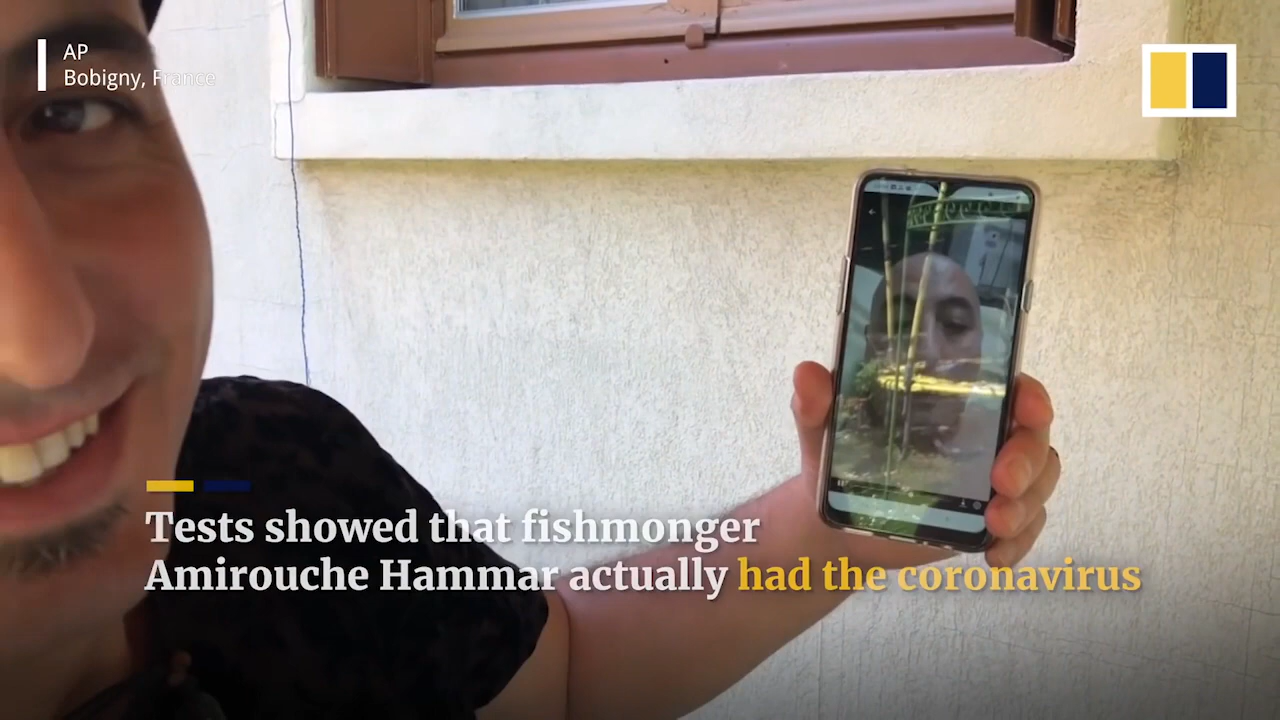 AP
Bobigny, France
Tests showed that fishmonger
Amirouche Hammar actually had the coronavirus